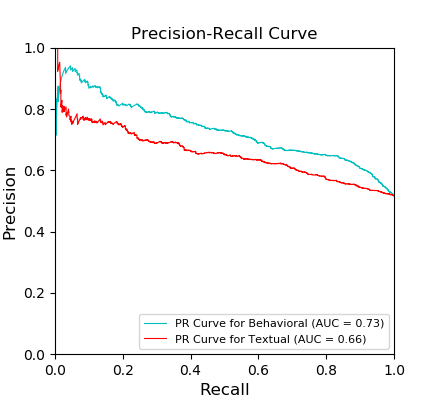 Precision-Recall Curve
1.0
0.8
0.6
0.4
0.2
0.0
Precision
0.0 0.2 0.4 0.6 0.8 1.0
Recall
PR Curve for Behavioral (AUC = 0.73)
PR Curve for Textual (AUC = 0.66)